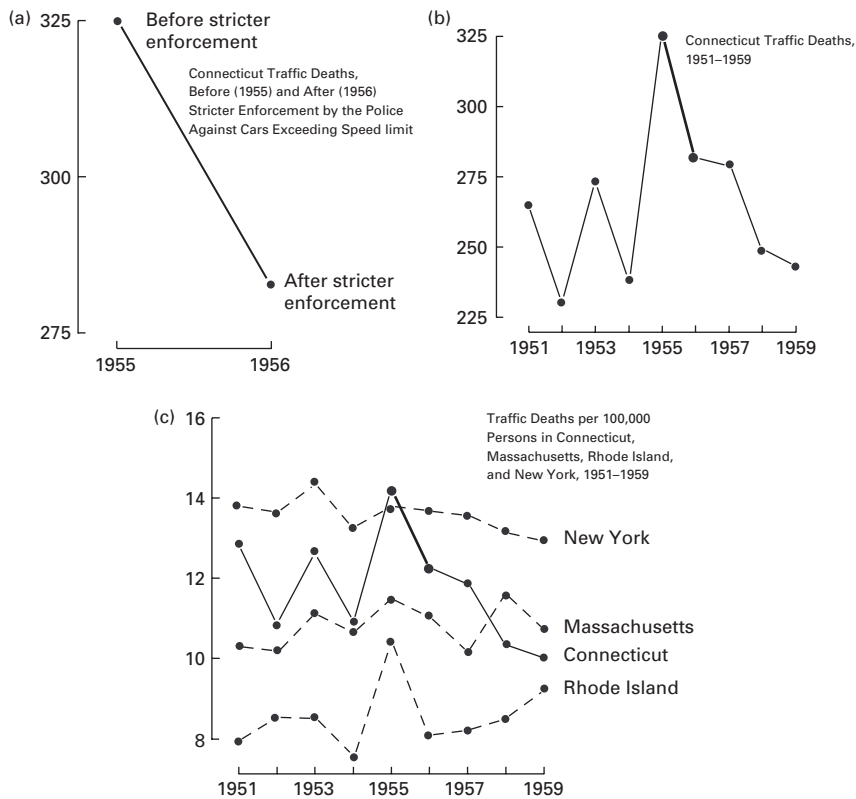 (a)
325
300
275
Before stricter
enforcement
Connecticut Traffic Deaths,
Before (1955) and After (1956)
Stricter Enforcement by the Police
Against Cars Exceeding Speed limit
After stricter
enforcement
1955 1956
(b)
325
300
275
250
225
Connecticut Traffic Deaths,
1951–1959
1951 1953 1955 1957 1959
(c)
16
14
12
10
8
Traffic Deaths per 100,000
Persons in Connecticut,
Massachusetts, Rhode Island,
and New York, 1951–1959
New York
Massachusetts
Connecticut
Rhode Island
1951 1953 1955 1957 1959